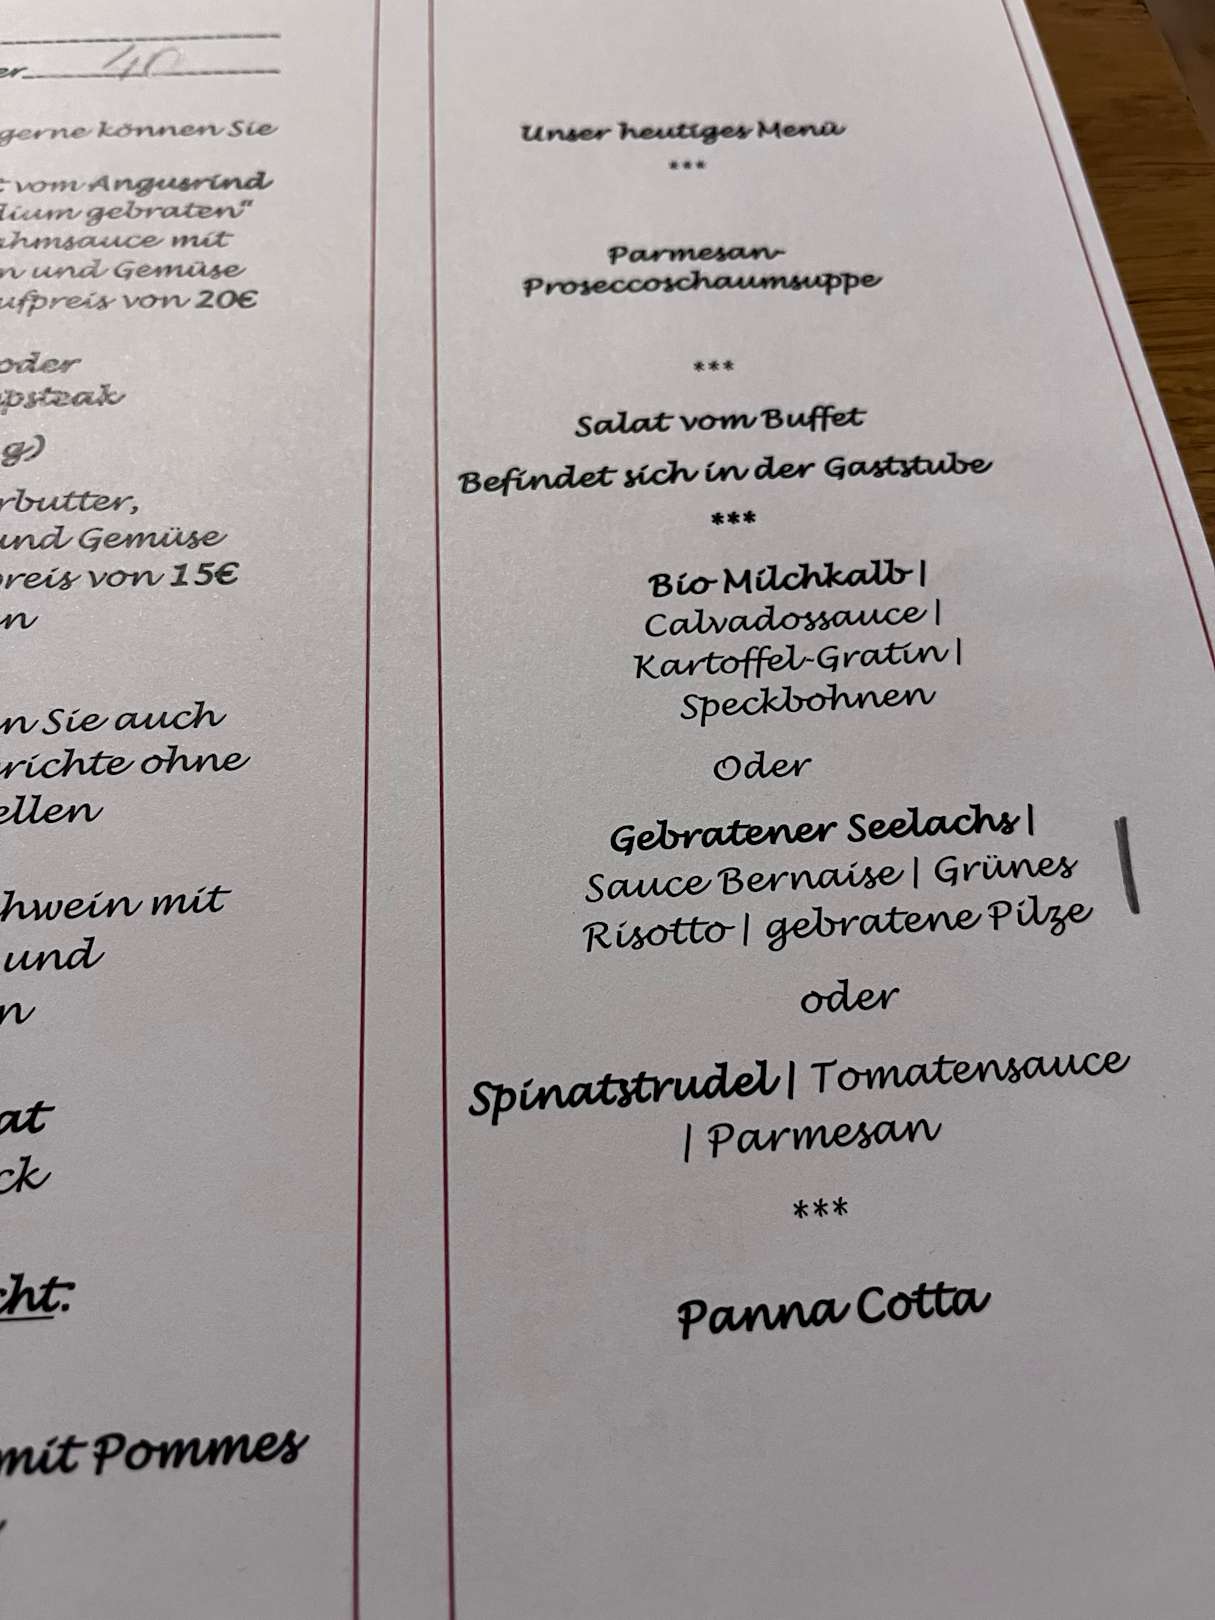 er 40
gerne können Sie
vom Angusrind
dium gebraten“
ahmsauce mit
n und Gemüse
ufpreis von 20€
oder
psteak
g)
rbutter,
und Gemüse
preis von 15€
n
n Sie auch
richte ohne
ellen
hwein mit
und
n
at
ck
cht:
mit Pommes
Unser heutiges Menü
***
Parmesan-
Proseccoschaumsuppe
***
Salat vom Buffet
Befindet sich in der Gaststube
***
Bio Milchkalb |
Calvadossauce |
Kartoffel-Gratin |
Speckbohnen
Oder
Gebratener Seelachs |
Sauce Bernaise | Grünes
Risotto | gebratene Pilze
oder
Spinatstrudel | Tomatensauce
| Parmesan
***
Panna Cotta